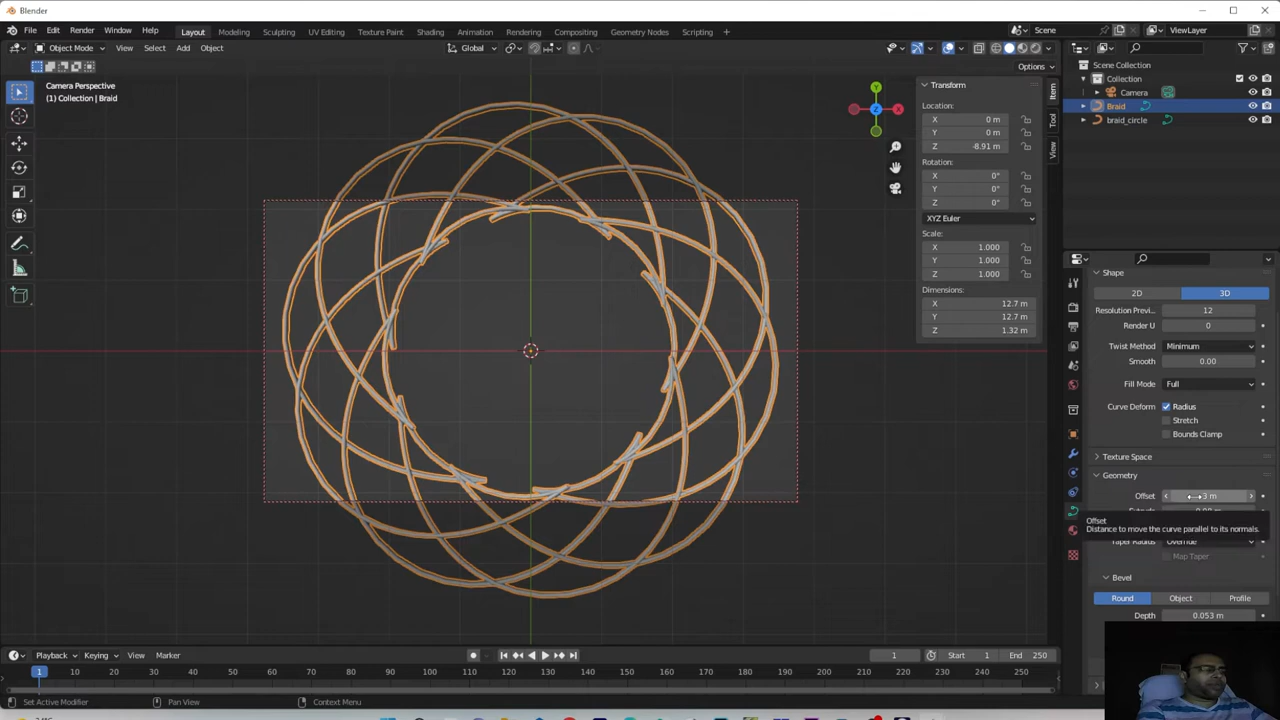 Blender
File Edit Render Window Help Layout Modeling Sculpting UV Editing Texture Paint Shading Animation Rendering Compositing Geometry Nodes Scripting Scene ViewLayer
Object Mode View Select Add Object Global
Options
Camera Perspective
(1) Collection | Braid
Y
Z
X
Transform
Location:
X 0 m
Y 0 m
Z -8.91 m
Rotation:
X 0°
Y 0°
Z 0°
XYZ Euler
Scale:
X 1.000
Y 1.000
Z 1.000
Dimensions:
X 12.7 m
Y 12.7 m
Z 1.32 m
Item
Tool
View
Scene Collection
Collection
Camera
Braid
braid_circle
Shape
2D 3D
Resolution Previ... 12
Render U 0
Twist Method Minimum
Smooth 0.00
Fill Mode Full
Curve Deform Radius
Stretch
Bounds Clamp
Texture Space
Geometry
Offset 3 m
Offset
Distance to move the curve parallel to its normals.
Taper Radius Override
Map Taper
Bevel
Round Object Profile
Depth 0.053 m
Playback Keying View Marker 1 Start 1 End 250
1 10 20 30 40 50 60 70 80 90 100 110 120 130 140 150 160 170 180 190 200 210 220 230 240 250
Set Active Modifier Pan View Context Menu